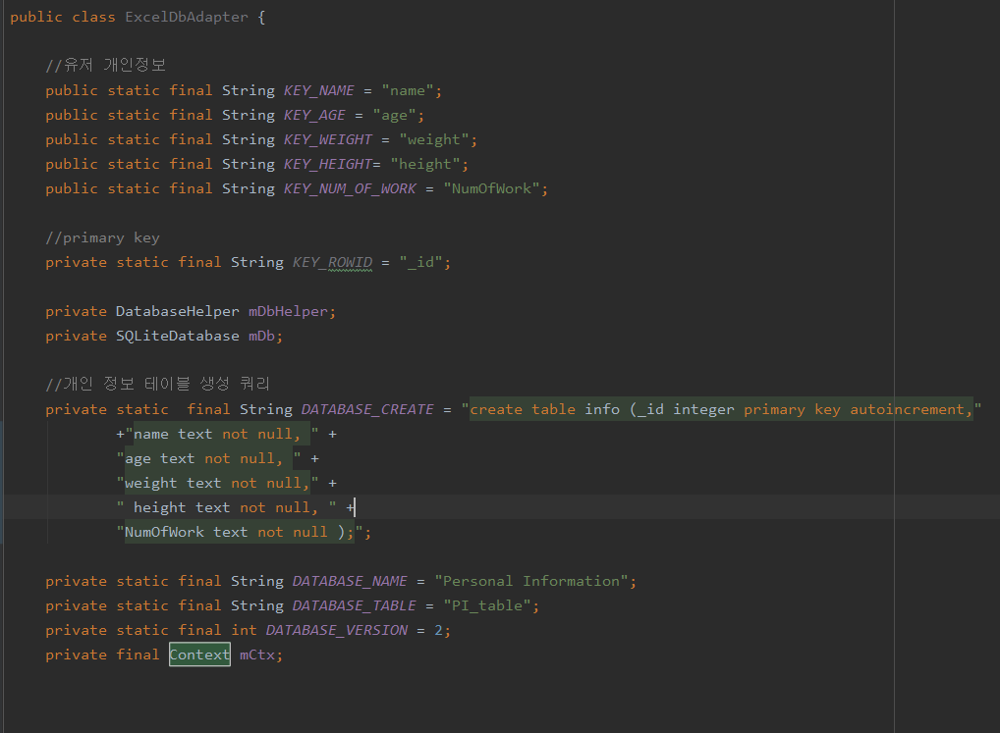 public class ExcelDbAdapter {
//유저 개인정보
public static final String KEY_NAME = "name";
public static final String KEY_AGE = "age";
public static final String KEY_WEIGHT = "weight";
public static final String KEY_HEIGHT= "height";
public static final String KEY_NUM_OF_WORK = "NumOfWork";
//primary key
private static final String KEY_ROWID = "_id";
private DatabaseHelper mDbHelper;
private SQLiteDatabase mDb;
//개인 정보 테이블 생성 쿼리
private static  final String DATABASE_CREATE = "create table info (_id integer primary key autoincrement,"
+"name text not null, " +
"age text not null, " +
"weight text not null," +
" height text not null, " +
"NumOfWork text not null );";
private static final String DATABASE_NAME = "Personal Information";
private static final String DATABASE_TABLE = "PI_table";
private static final int DATABASE_VERSION = 2;
private final Context mCtx;